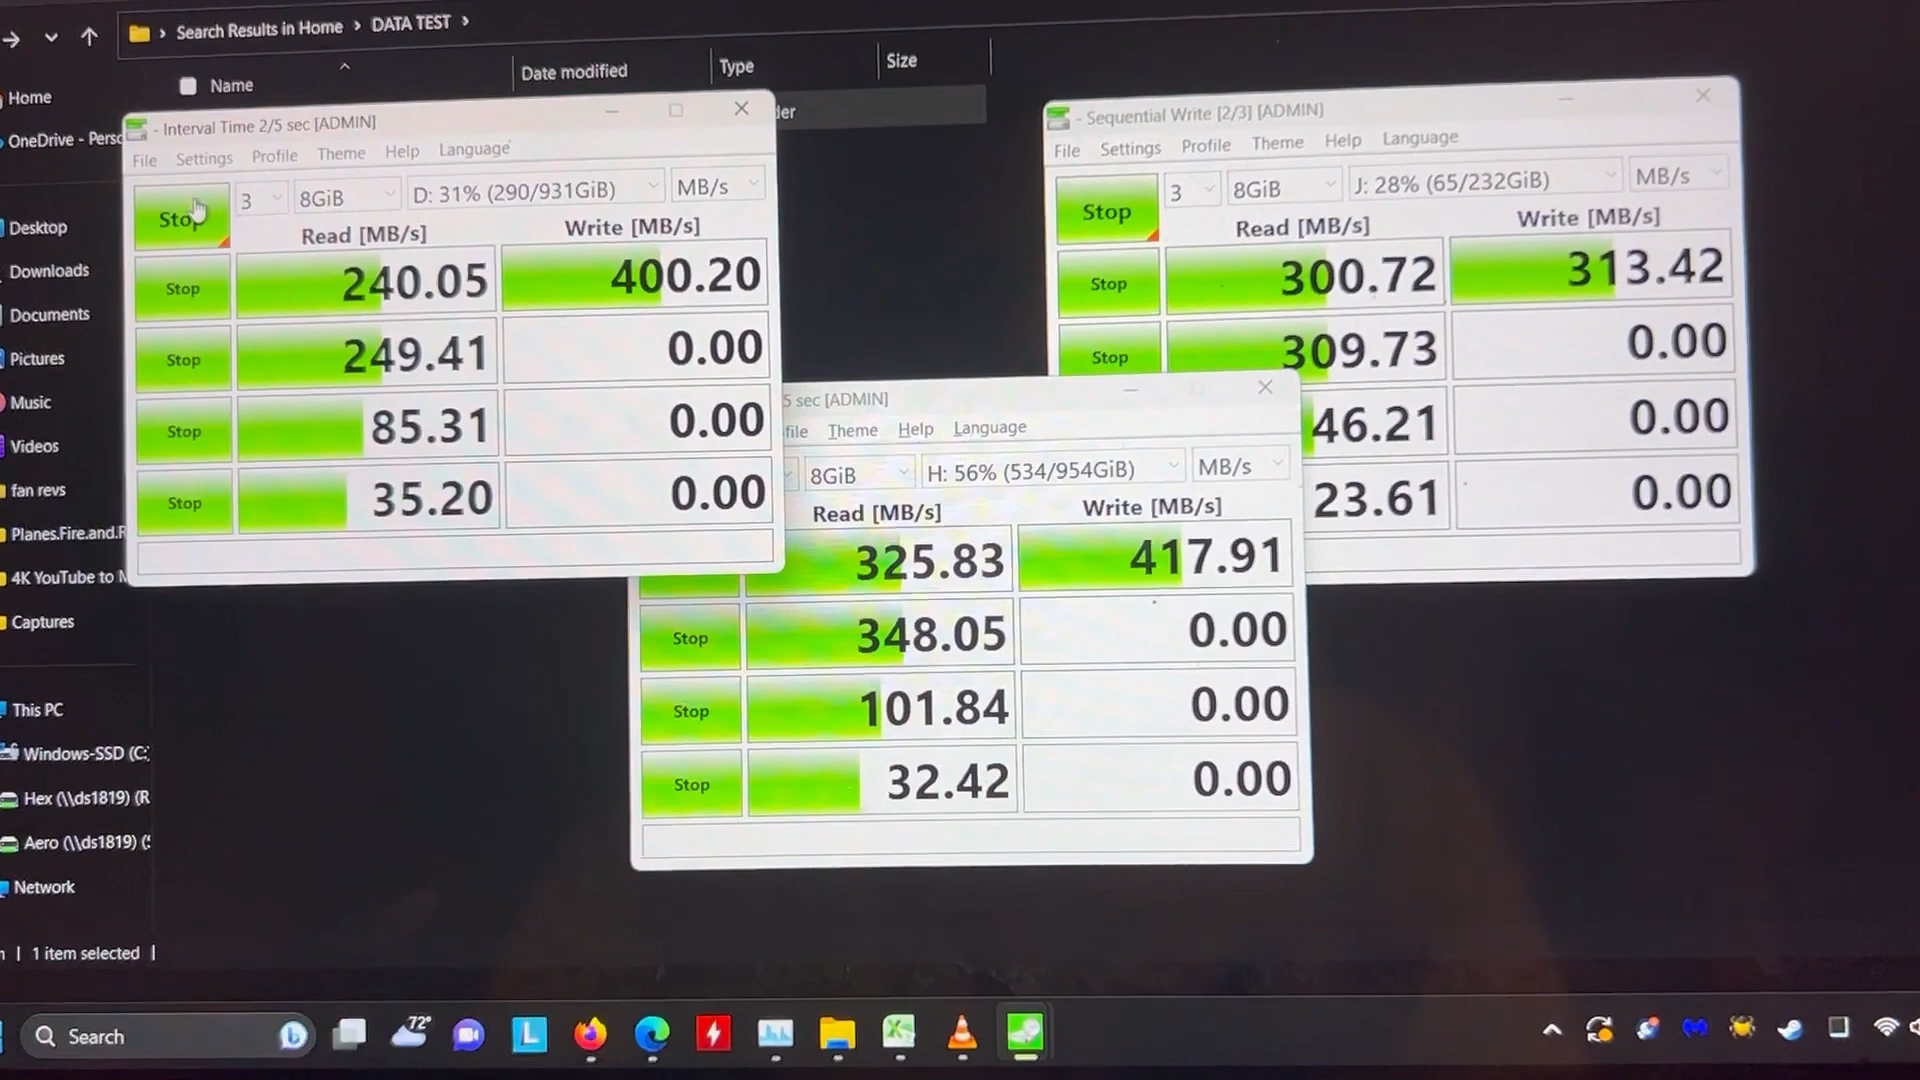 Search Results in Home > DATA TEST >
Name
Date modified
Type
Size
Home
OneDrive - Perso
Desktop
Downloads
Documents
Pictures
Music
Videos
fan revs
Planes.Fire.and.R
4K YouTube to M
Captures
This PC
Windows-SSD (C:)
Hex (\\ds1819) (R
Aero (\\ds1819) (S
Network
1 item selected
- Interval Time 2/5 sec [ADMIN]
File Settings Profile Theme Help Language
Stop 3 8GiB D: 31% (290/931GiB) MB/s
Read [MB/s] Write [MB/s]
Stop 240.05 400.20
Stop 249.41 0.00
Stop 85.31 0.00
Stop 35.20 0.00
der
- Sequential Write [2/3] [ADMIN]
File Settings Profile Theme Help Language
Stop 3 8GiB J: 28% (65/232GiB) MB/s
Read [MB/s] Write [MB/s]
Stop 300.72 313.42
Stop 309.73 0.00
46.21 0.00
23.61 0.00
5 sec [ADMIN]
file Theme Help Language
8GiB H: 56% (534/954GiB) MB/s
Read [MB/s] Write [MB/s]
325.83 417.91
Stop 348.05 0.00
Stop 101.84 0.00
Stop 32.42 0.00
Search
72°
L